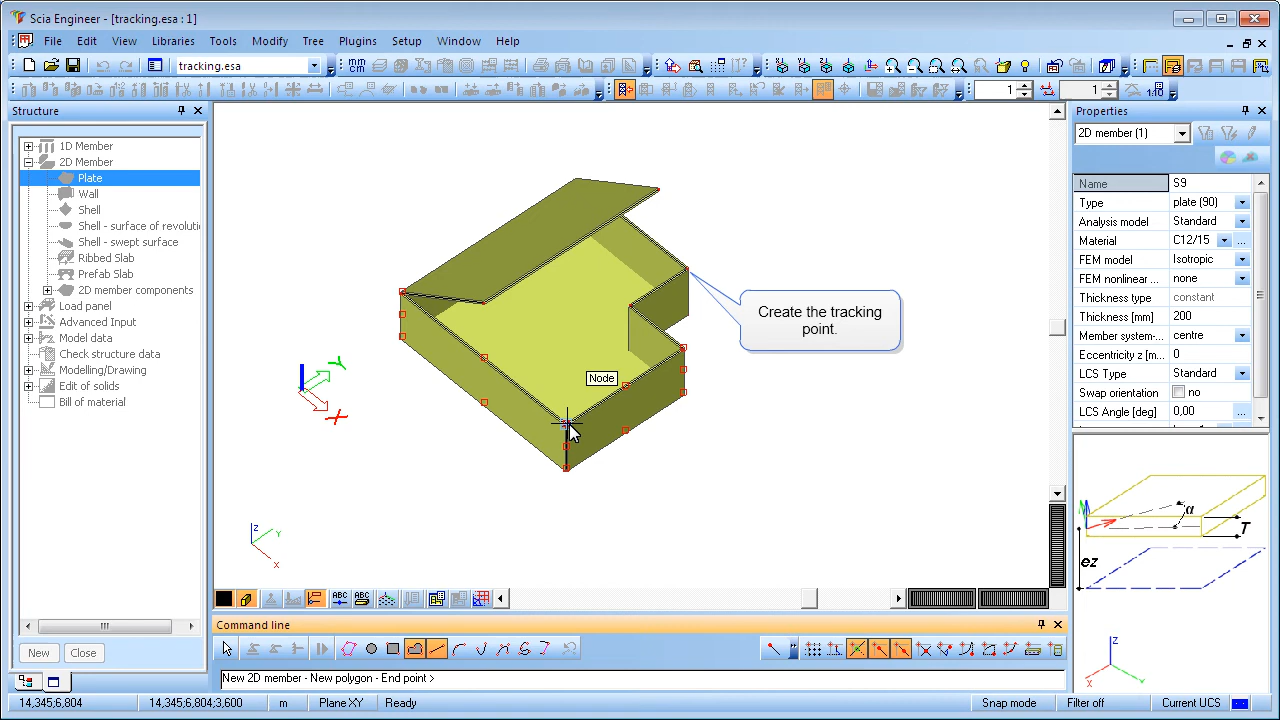 Scia Engineer - [tracking.esa : 1]
File Edit View Libraries Tools Modify Tree Plugins Setup Window Help
tracking.esa
1 1
Structure
1D Member
2D Member
Plate
Wall
Shell
Shell - surface of revoluti
Shell - swept surface
Ribbed Slab
Prefab Slab
2D member components
Load panel
Advanced Input
Model data
Check structure data
Modelling/Drawing
Edit of solids
Bill of material
New Close
Create the tracking
point.
Node
Y
X
Z
Y
X
Properties
2D member (1)
Name S9
Type plate (90)
Analysis model Standard
Material C12/15 ...
FEM model Isotropic
FEM nonlinear ... none
Thickness type constant
Thickness [mm] 200
Member system-... centre
Eccentricity z [m... 0
LCS Type Standard
Swap orientation no
LCS Angle [deg] 0,00 ...
α
T
ez
Z
X
Y
ABC ABC
Command line
New 2D member - New polygon - End point >
14,345;6,804 14,345;6,804;3,600 m Plane XY Ready Snap mode Filter off Current UCS